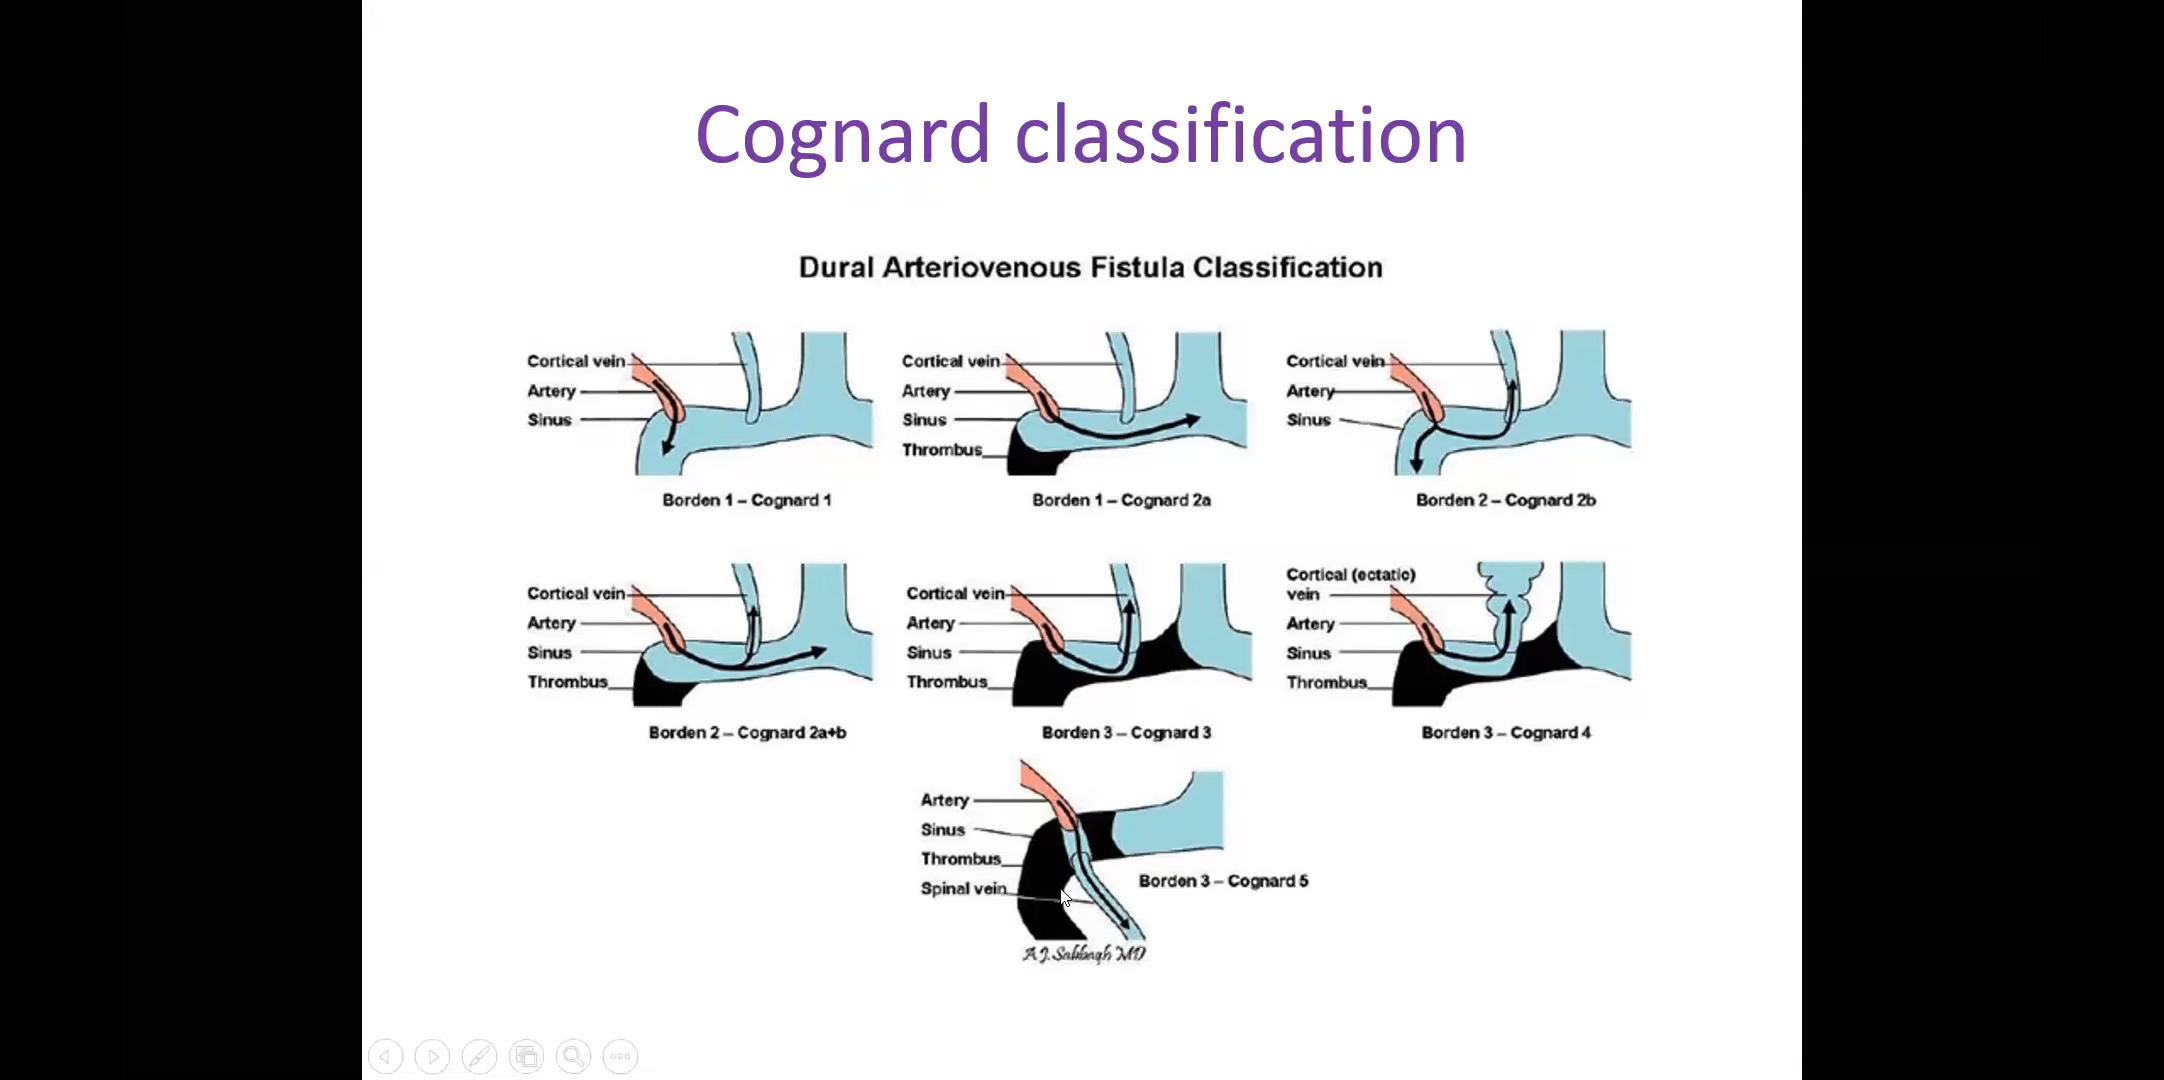 Cognard classification
Dural Arteriovenous Fistula Classification
Cortical vein
Artery
Sinus
Borden 1 – Cognard 1
Cortical vein
Artery
Sinus
Thrombus
Borden 1 – Cognard 2a
Cortical vein
Artery
Sinus
Borden 2 – Cognard 2b
Cortical vein
Artery
Sinus
Thrombus
Borden 2 – Cognard 2a+b
Cortical vein
Artery
Sinus
Thrombus
Borden 3 – Cognard 3
Cortical (ectatic)
vein
Artery
Sinus
Thrombus
Borden 3 – Cognard 4
Artery
Sinus
Thrombus
Spinal vein
Borden 3 – Cognard 5
A.J. Sabbagh MD